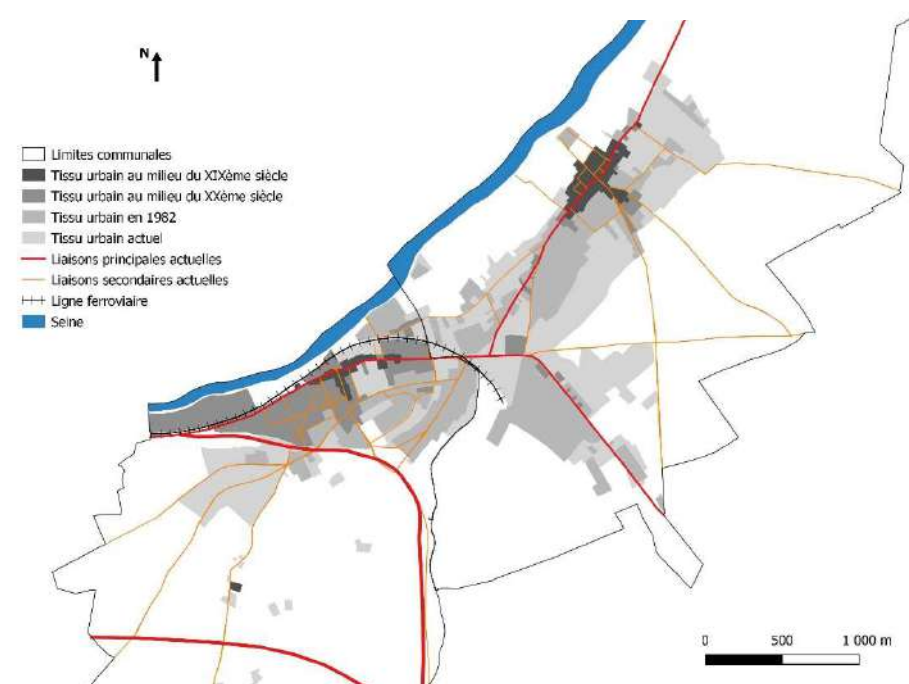 N
Limites communales
Tissu urbain au milieu du XIXème siècle
Tissu urbain au milieu du XXème siècle
Tissu urbain en 1982
Tissu urbain actuel
Liaisons principales actuelles
Liaisons secondaires actuelles
Ligne ferroviaire
Seine
0 500 1 000 m